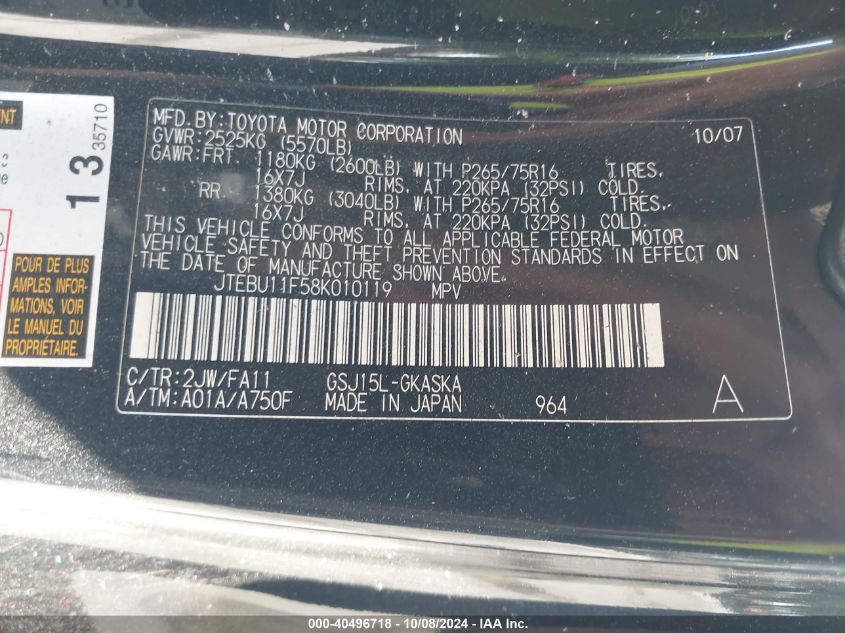 MFD.BY:TOYOTA MOTOR CORPORATION 10/07
GVWR:2525KG (5570LB)
GAWR:FRT. 1180KG (2600LB) WITH P265/75R16 TIRES,
16X7J RIMS, AT 220KPA (32PSI) COLD.
RR. 1380KG (3040LB) WITH P265/75R16 TIRES,
16X7J RIMS, AT 220KPA (32PSI) COLD.
THIS VEHICLE CONFORMS TO ALL APPLICABLE FEDERAL MOTOR
VEHICLE SAFETY AND THEFT PREVENTION STANDARDS IN EFFECT ON
THE DATE OF MANUFACTURE SHOWN ABOVE.
JTEBU11F58K010119 MPV
C/TR:2JW/FA11 GSJ15L-GKASKA
A/TM:A01A/A750F MADE IN JAPAN 964 A
13 35710
POUR DE PLUS
AMPLES INFOR-
MATIONS, VOIR
LE MANUEL DU
PROPRIÉTAIRE.
000-40496718 - 10/08/2024 - IAA, Inc.